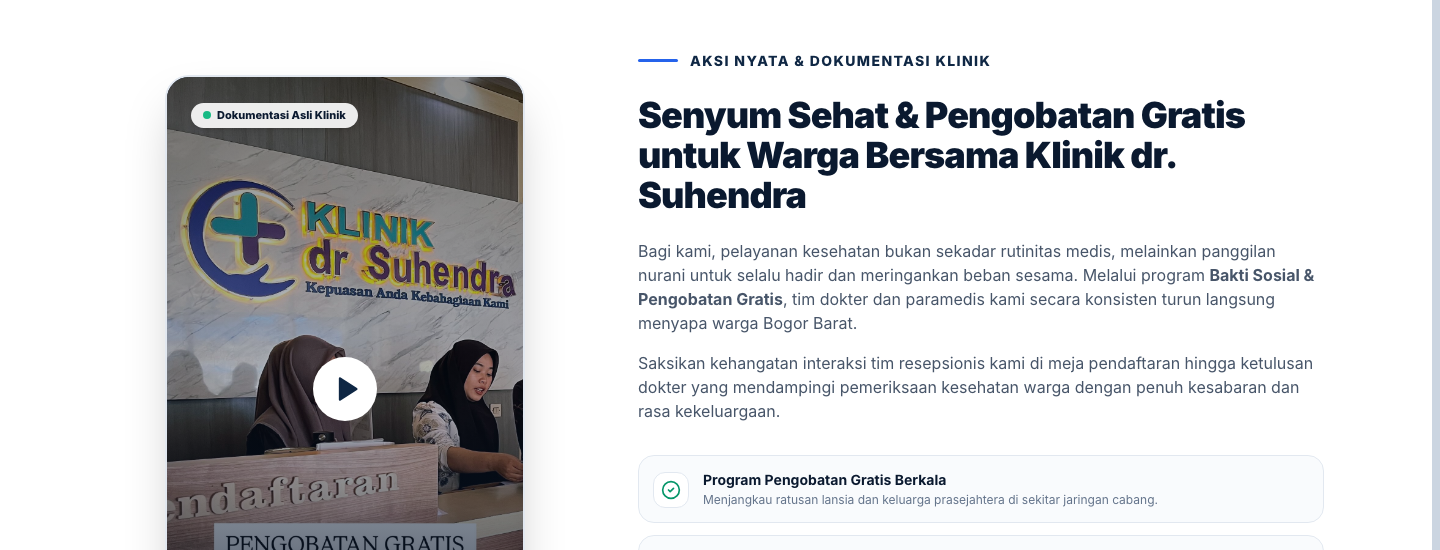 Dokumentasi Asli Klinik
KLINIK
dr Suhendra
Kepuasan Anda Kebahagiaan Kami
endaftaran
PENGOBATAN GRATIS
AKSI NYATA & DOKUMENTASI KLINIK
Senyum Sehat & Pengobatan Gratis
untuk Warga Bersama Klinik dr.
Suhendra
Bagi kami, pelayanan kesehatan bukan sekadar rutinitas medis, melainkan panggilan
nurani untuk selalu hadir dan meringankan beban sesama. Melalui program Bakti Sosial &
Pengobatan Gratis, tim dokter dan paramedis kami secara konsisten turun langsung
menyapa warga Bogor Barat.
Saksikan kehangatan interaksi tim resepsionis kami di meja pendaftaran hingga ketulusan
dokter yang mendampingi pemeriksaan kesehatan warga dengan penuh kesabaran dan
rasa kekeluargaan.
Program Pengobatan Gratis Berkala
Menjangkau ratusan lansia dan keluarga prasejahtera di sekitar jaringan cabang.